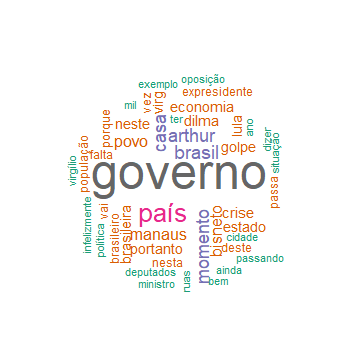 oposição
exemplo
expresidente
mil
vez
virg
economia
porque
neste
casa
ter
dilma
lula
ano
povo
arthur
golpe
dizer
falta
brasil
situação
virgílio
população
governo
passa
país
infelizmente
política
vai
brasileiro
brasileira
manaus
momento
bisneto
crise
estado
cidade
portanto
deste
nesta
passando
deputados
ministro
ruas
ainda
bem